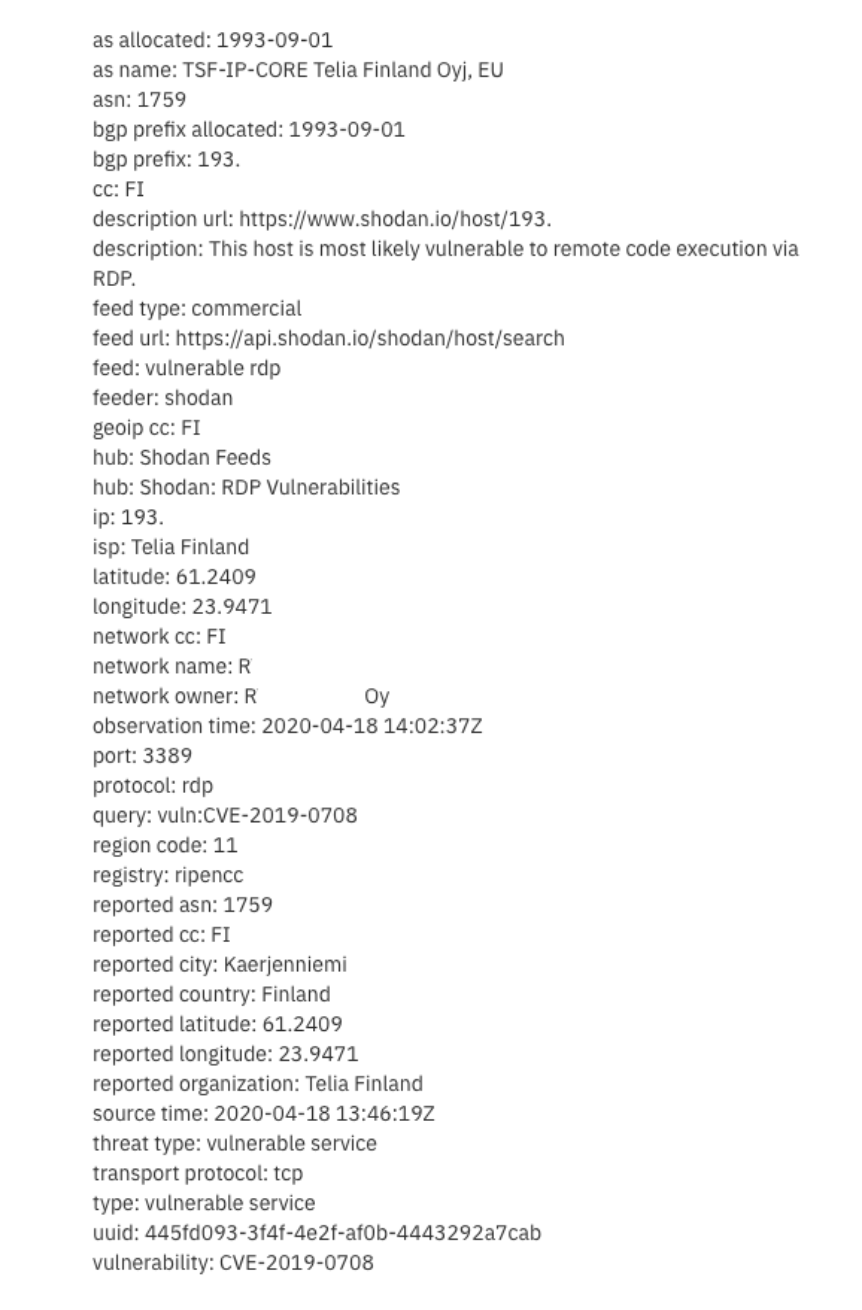 as allocated: 1993-09-01
as name: TSF-IP-CORE Telia Finland Oyj, EU
asn: 1759
bgp prefix allocated: 1993-09-01
bgp prefix: 193.
cc: FI
description url: https://www.shodan.io/host/193.
description: This host is most likely vulnerable to remote code execution via
RDP.
feed type: commercial
feed url: https://api.shodan.io/shodan/host/search
feed: vulnerable rdp
feeder: shodan
geoip cc: FI
hub: Shodan Feeds
hub: Shodan: RDP Vulnerabilities
ip: 193.
isp: Telia Finland
latitude: 61.2409
longitude: 23.9471
network cc: FI
network name: R
network owner: R Oy
observation time: 2020-04-18 14:02:37Z
port: 3389
protocol: rdp
query: vuln:CVE-2019-0708
region code: 11
registry: ripencc
reported asn: 1759
reported cc: FI
reported city: Kaerjenniemi
reported country: Finland
reported latitude: 61.2409
reported longitude: 23.9471
reported organization: Telia Finland
source time: 2020-04-18 13:46:19Z
threat type: vulnerable service
transport protocol: tcp
type: vulnerable service
uuid: 445fd093-3f4f-4e2f-af0b-4443292a7cab
vulnerability: CVE-2019-0708